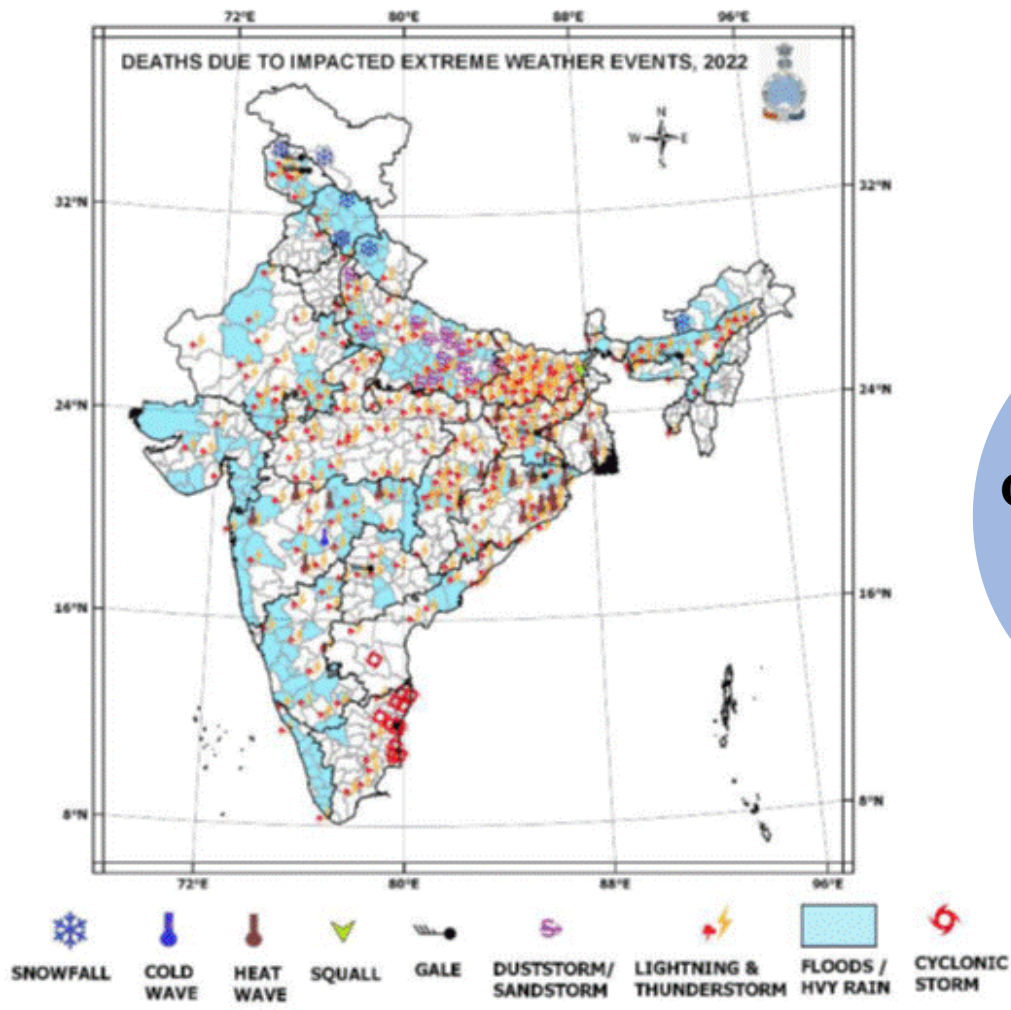 72°E 80°E 88°E 96°E
DEATHS DUE TO IMPACTED EXTREME WEATHER EVENTS, 2022
N
W E
S
32°N 32°N
24°N 24°N
16°N 16°N
8°N 8°N
72°E 80°E 88°E 96°E
SNOWFALL
COLD
WAVE
HEAT
WAVE
SQUALL
GALE
DUSTSTORM/
SANDSTORM
LIGHTNING &
THUNDERSTORM
FLOODS /
HVY RAIN
CYCLONIC
STORM